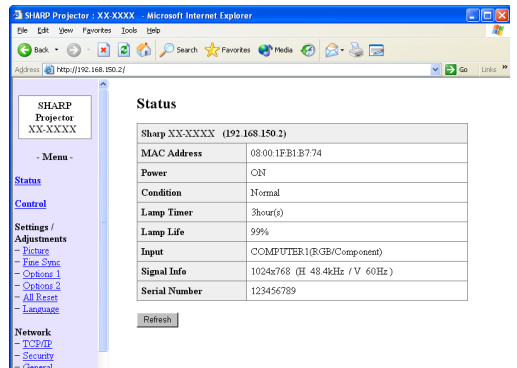 SHARP Projector : XX-XXXX - Microsoft Internet Explorer
File Edit View Favorites Tools Help
Back Search Favorites Media
Address http://192.168.150.2/ Go Links »
SHARP
Projector
XX-XXXX
- Menu -
Status
Control
Settings /
Adjustments
– Picture
– Fine Sync
– Options 1
– Options 2
– All Reset
– Language
Network
– TCP/IP
– Security
– General
Status
Sharp XX-XXXX (192.168.150.2)
MAC Address 08:00:1F:B1:B7:74
Power ON
Condition Normal
Lamp Timer 3hour(s)
Lamp Life 99%
Input COMPUTER1(RGB/Component)
Signal Info 1024x768 (H 48.4kHz / V 60Hz)
Serial Number 123456789
Refresh